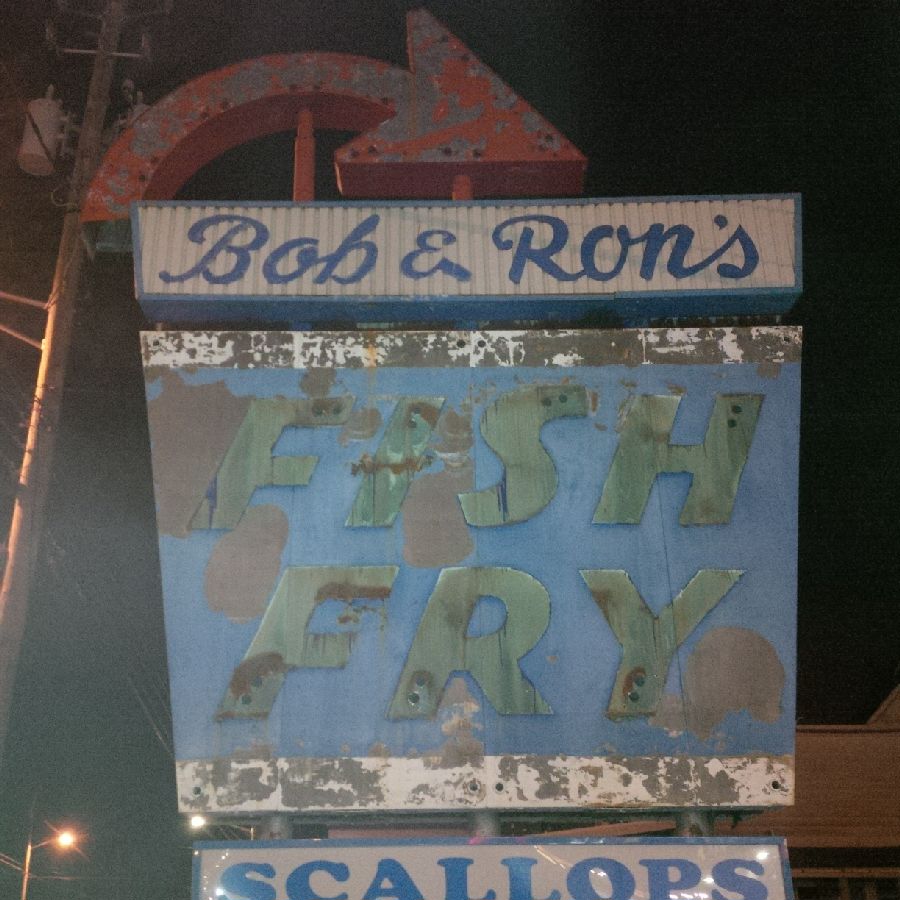 Bob & Ron's
FISH
FRY
SCALLOPS